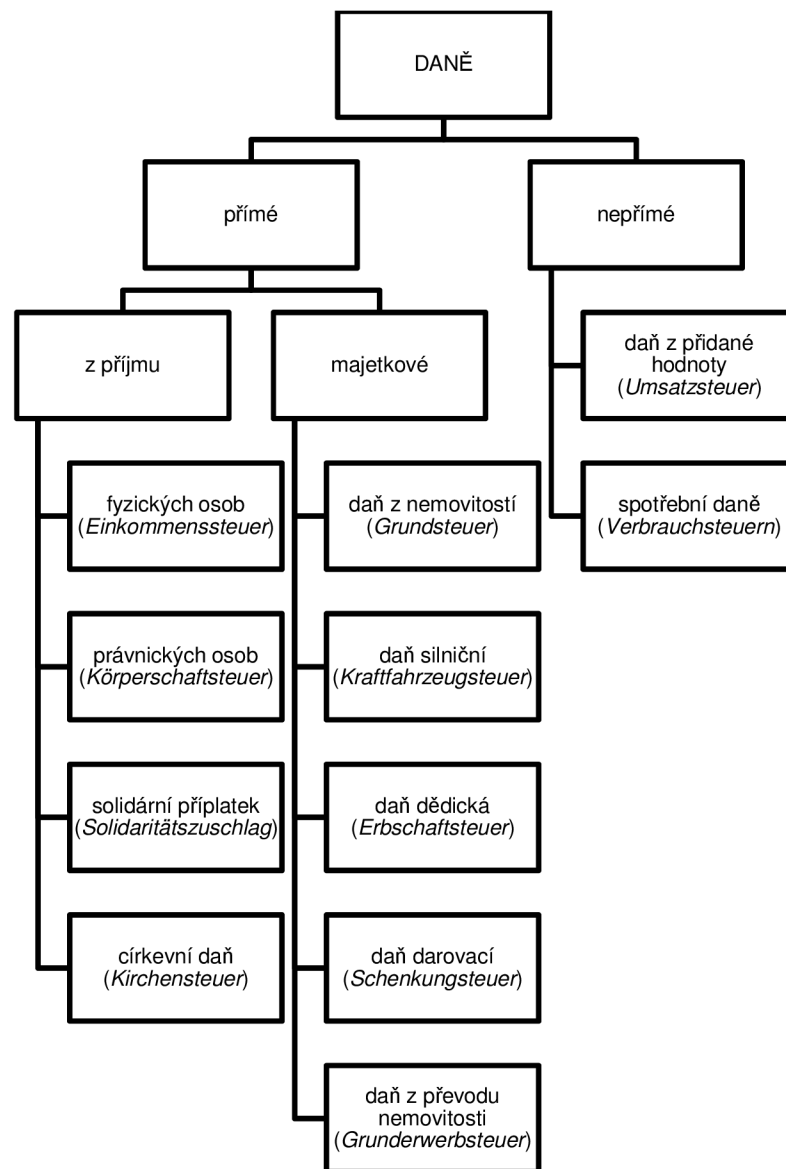 DANĚ
přímé
nepřímé
z příjmu
majetkové
daň z přidané
hodnoty
(Umsatzsteuer)
fyzických osob
(Einkommenssteuer)
daň z nemovitostí
(Grundsteuer)
spotřební daně
(Verbrauchsteuern)
právnických osob
(Körperschaftsteuer)
daň silniční
(Kraftfahrzeugsteuer)
solidární příplatek
(Solidaritätszuschlag)
daň dědická
(Erbschaftsteuer)
církevní daň
(Kirchensteuer)
daň darovací
(Schenkungsteuer)
daň z převodu
nemovitosti
(Grunderwerbsteuer)